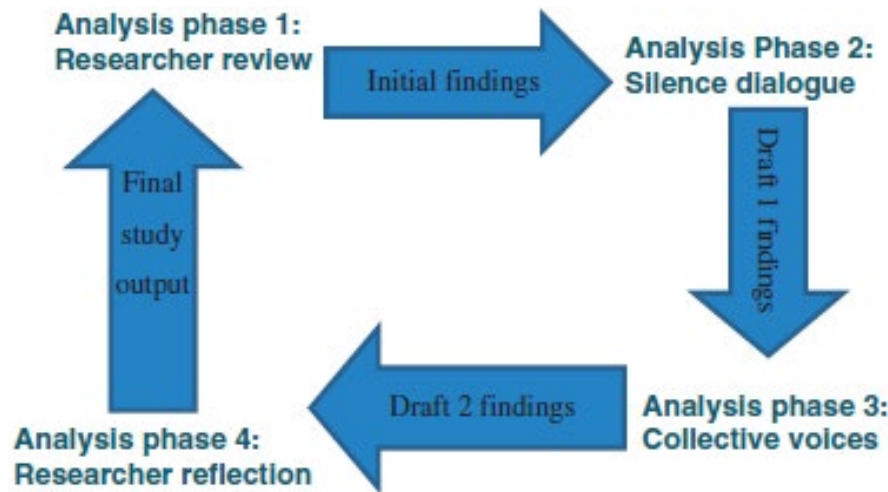 Analysis phase 1:
Researcher review
Initial findings
Analysis Phase 2:
Silence dialogue
Draft 1 findings
Analysis phase 3:
Collective voices
Draft 2 findings
Analysis phase 4:
Researcher reflection
Final
study
output